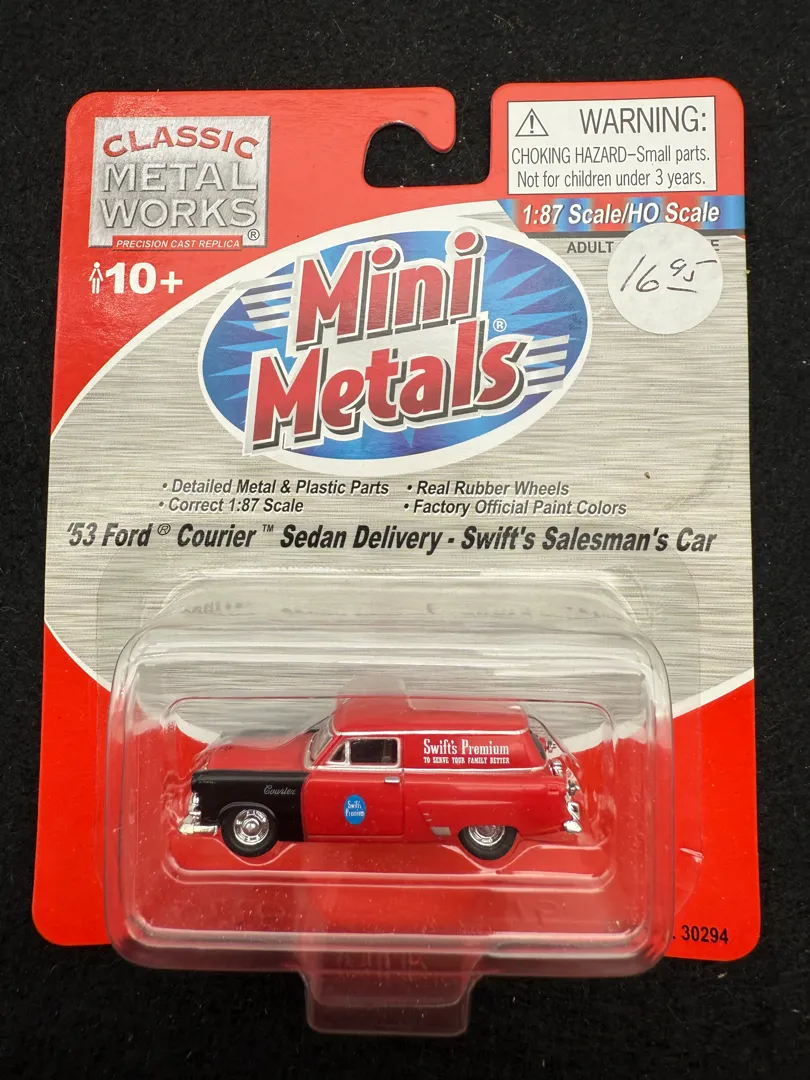 CLASSIC
METAL
WORKS®
PRECISION CAST REPLICA
10+
WARNING:
CHOKING HAZARD–Small parts.
Not for children under 3 years.
1:87 Scale/HO Scale
ADULT
16 95
Mini
Metals®
• Detailed Metal & Plastic Parts • Real Rubber Wheels
• Correct 1:87 Scale • Factory Official Paint Colors
'53 Ford® Courier™ Sedan Delivery - Swift's Salesman's Car
Swift's Premium
TO SERVE YOUR FAMILY BETTER
Courier
Swift's
Premium
. 30294